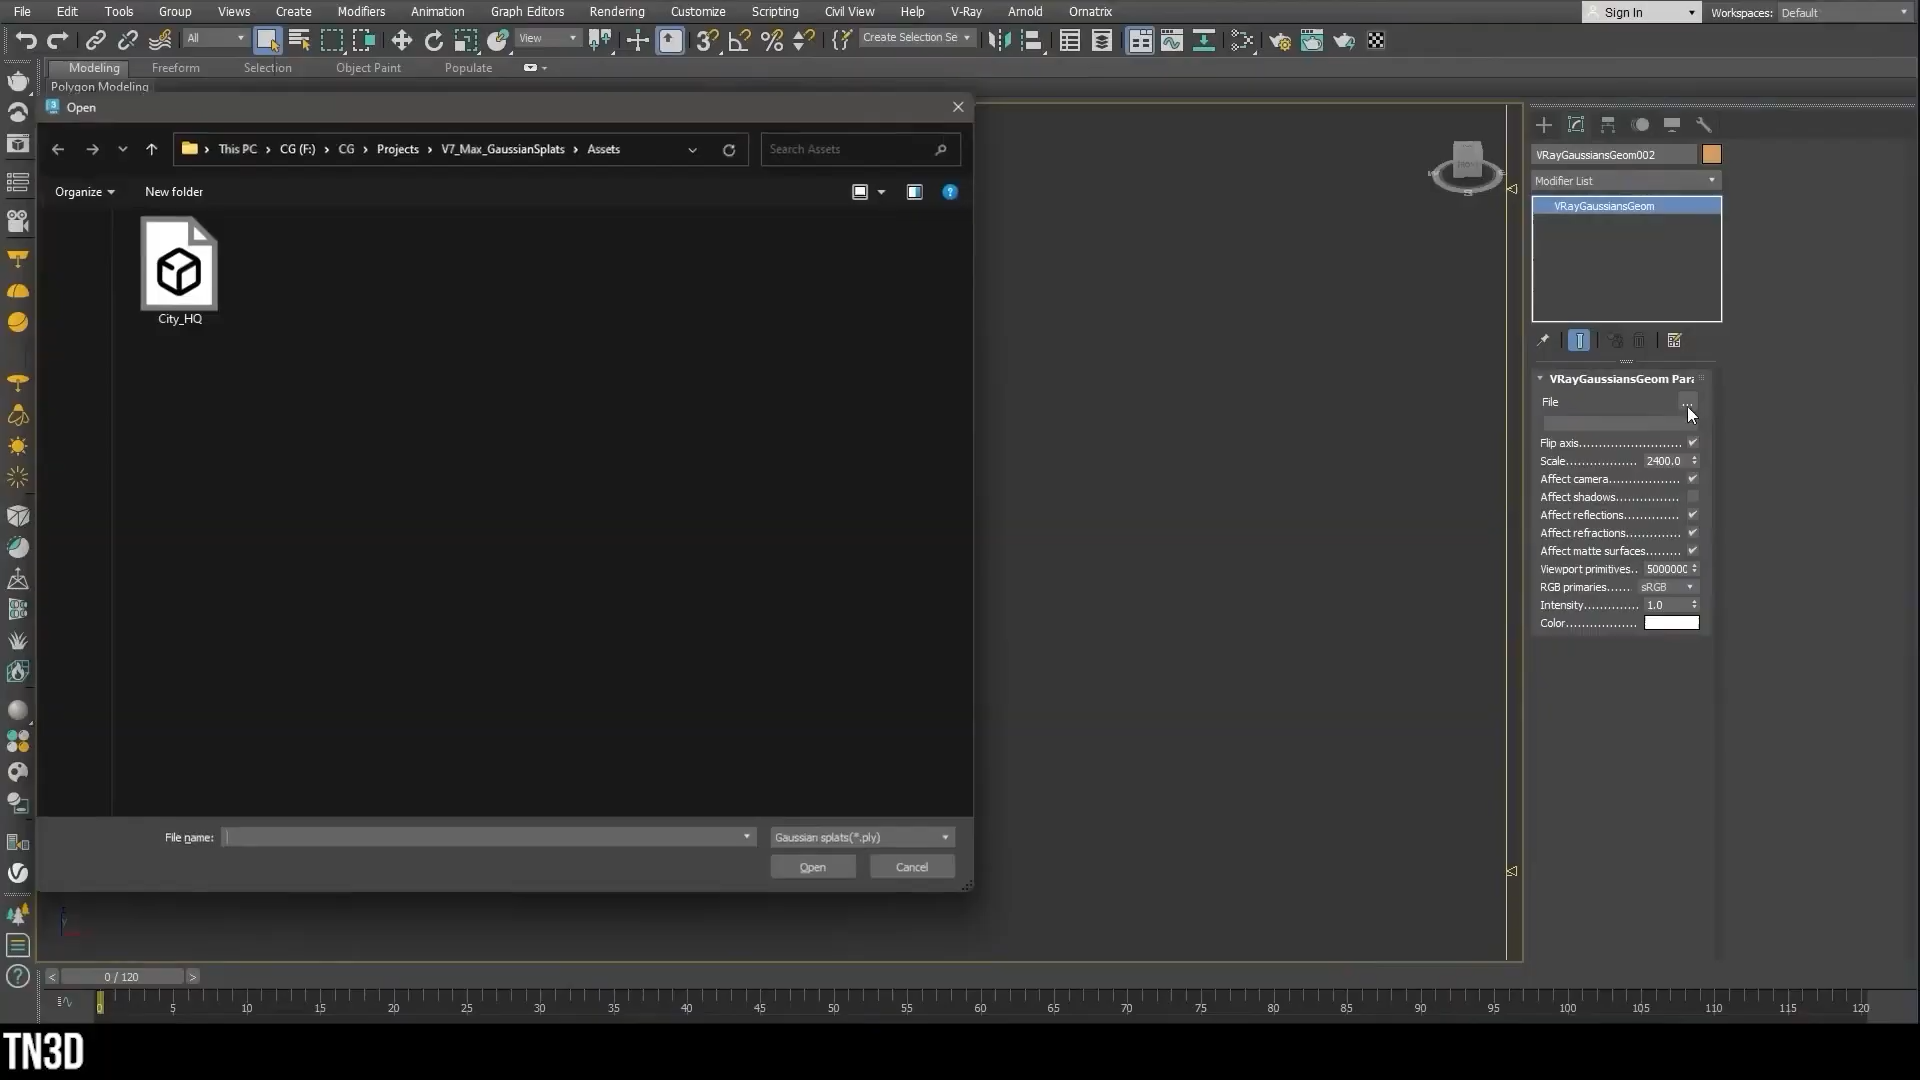 File Edit Tools Group Views Create Modifiers Animation Graph Editors Rendering Customize Scripting Civil View Help V-Ray Arnold Ornatrix Sign In Workspaces: Default
All View Create Selection Se
Modeling Freeform Selection Object Paint Populate
Polygon Modeling
Open
This PC CG (F:) CG Projects V7_Max_GaussianSplats Assets Search Assets
Organize New folder
City_HQ
File name: Gaussian splats(*.ply)
Open Cancel
VRayGaussiansGeom002
Modifier List
VRayGaussiansGeom
VRayGaussiansGeom Para
File ...
Flip axis
Scale 2400.0
Affect camera
Affect shadows
Affect reflections
Affect refractions
Affect matte surfaces
Viewport primitives 5000000
RGB primaries sRGB
Intensity 1.0
Color
< 0 / 120 >
0 5 10 15 20 25 30 35 40 45 50 55 60 65 70 75 80 85 90 95 100 105 110 115 120
TN3D